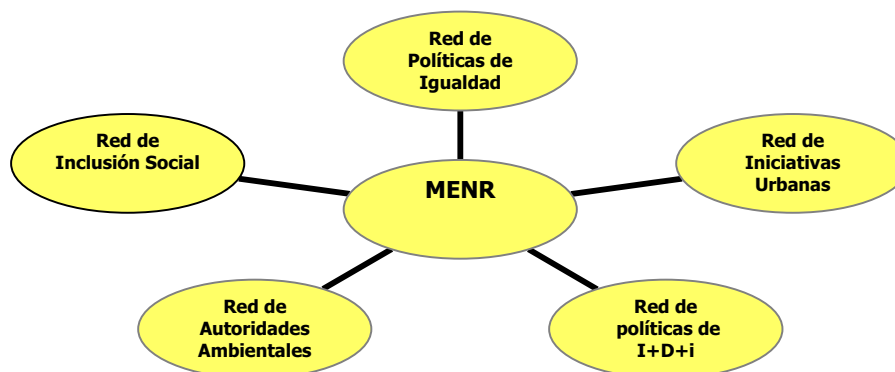 Red de
Políticas de
Igualdad
Red de
Inclusión Social
Red de
Iniciativas
Urbanas
MENR
Red de
Autoridades
Ambientales
Red de
políticas de
I+D+i